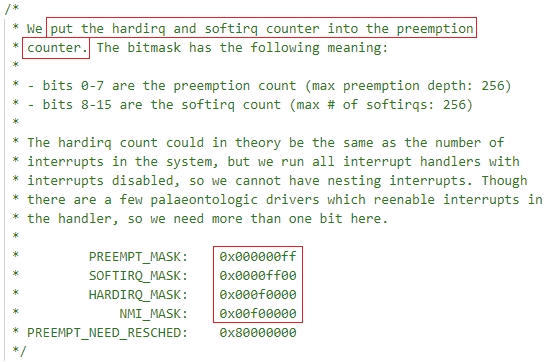 /*
 * We put the hardirq and softirq counter into the preemption
 * counter. The bitmask has the following meaning:
 *
 * - bits 0-7 are the preemption count (max preemption depth: 256)
 * - bits 8-15 are the softirq count (max # of softirqs: 256)
 *
 * The hardirq count could in theory be the same as the number of
 * interrupts in the system, but we run all interrupt handlers with
 * interrupts disabled, so we cannot have nesting interrupts. Though
 * there are a few palaeontologic drivers which reenable interrupts in
 * the handler, so we need more than one bit here.
 *
 *         PREEMPT_MASK:    0x000000ff
 *         SOFTIRQ_MASK:    0x0000ff00
 *         HARDIRQ_MASK:    0x000f0000
 *             NMI_MASK:    0x00f00000
 * PREEMPT_NEED_RESCHED:    0x80000000
 */